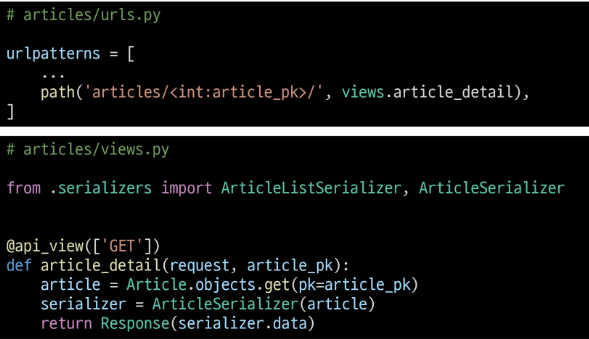 # articles/urls.py
urlpatterns = [
    ...
    path('articles/<int:article_pk>/', views.article_detail),
]
# articles/views.py
from .serializers import ArticleListSerializer, ArticleSerializer
@api_view(['GET'])
def article_detail(request, article_pk):
    article = Article.objects.get(pk=article_pk)
    serializer = ArticleSerializer(article)
    return Response(serializer.data)